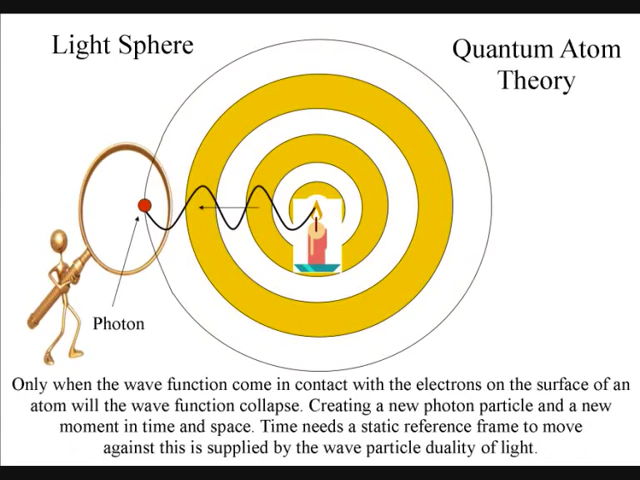 Light Sphere
Quantum Atom
Theory
Photon
Only when the wave function come in contact with the electrons on the surface of an
atom will the wave function collapse. Creating a new photon particle and a new
moment in time and space. Time needs a static reference frame to move
against this is supplied by the wave particle duality of light.